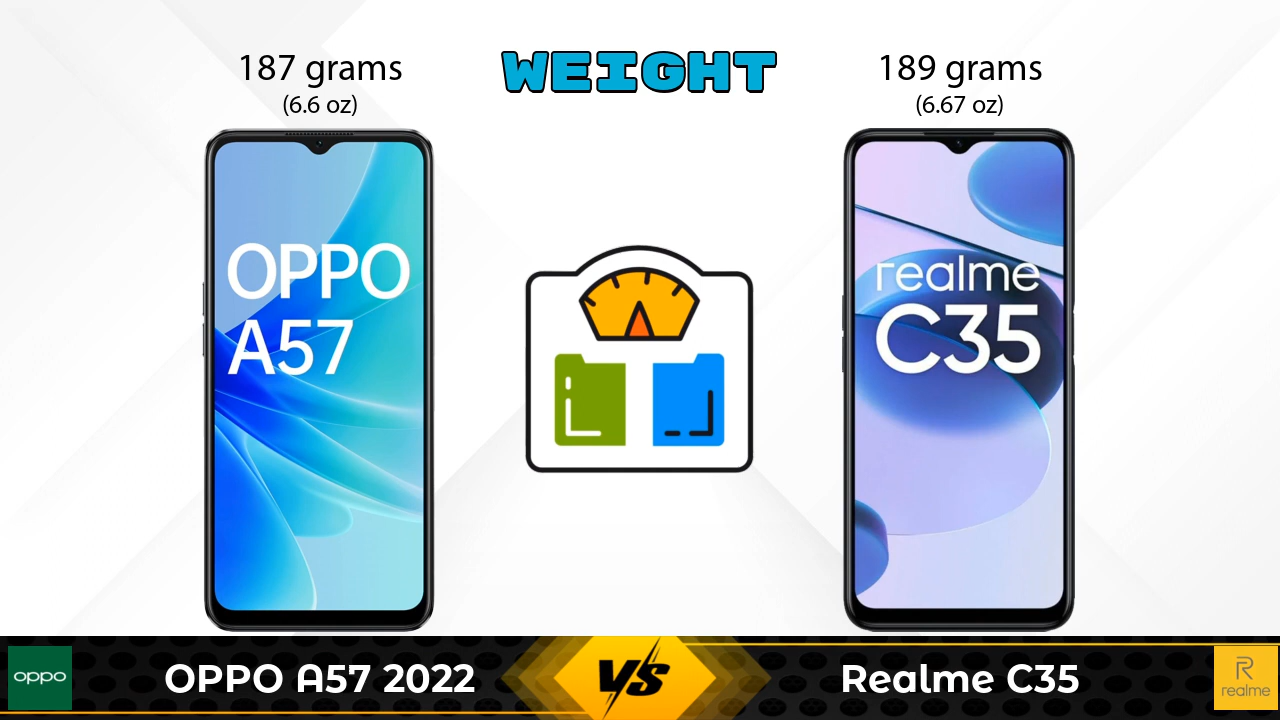 WEIGHT
187 grams
(6.6 oz)
189 grams
(6.67 oz)
OPPO
A57
realme
C35
oppo
OPPO A57 2022
VS
Realme C35
R
realme